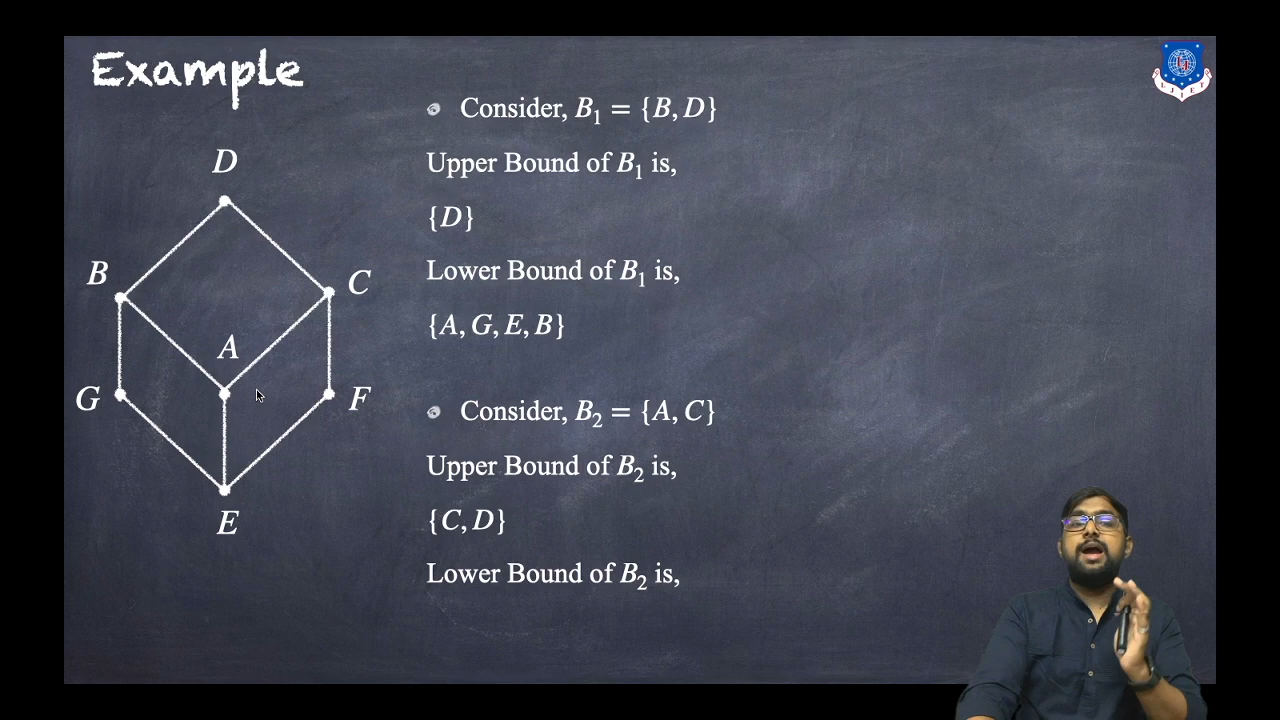 Example
Consider, B₁ = {B, D}
Upper Bound of B₁ is,
{D}
Lower Bound of B₁ is,
{A, G, E, B}
Consider, B₂ = {A, C}
Upper Bound of B₂ is,
{C, D}
Lower Bound of B₂ is,
D
B
C
A
G
F
E